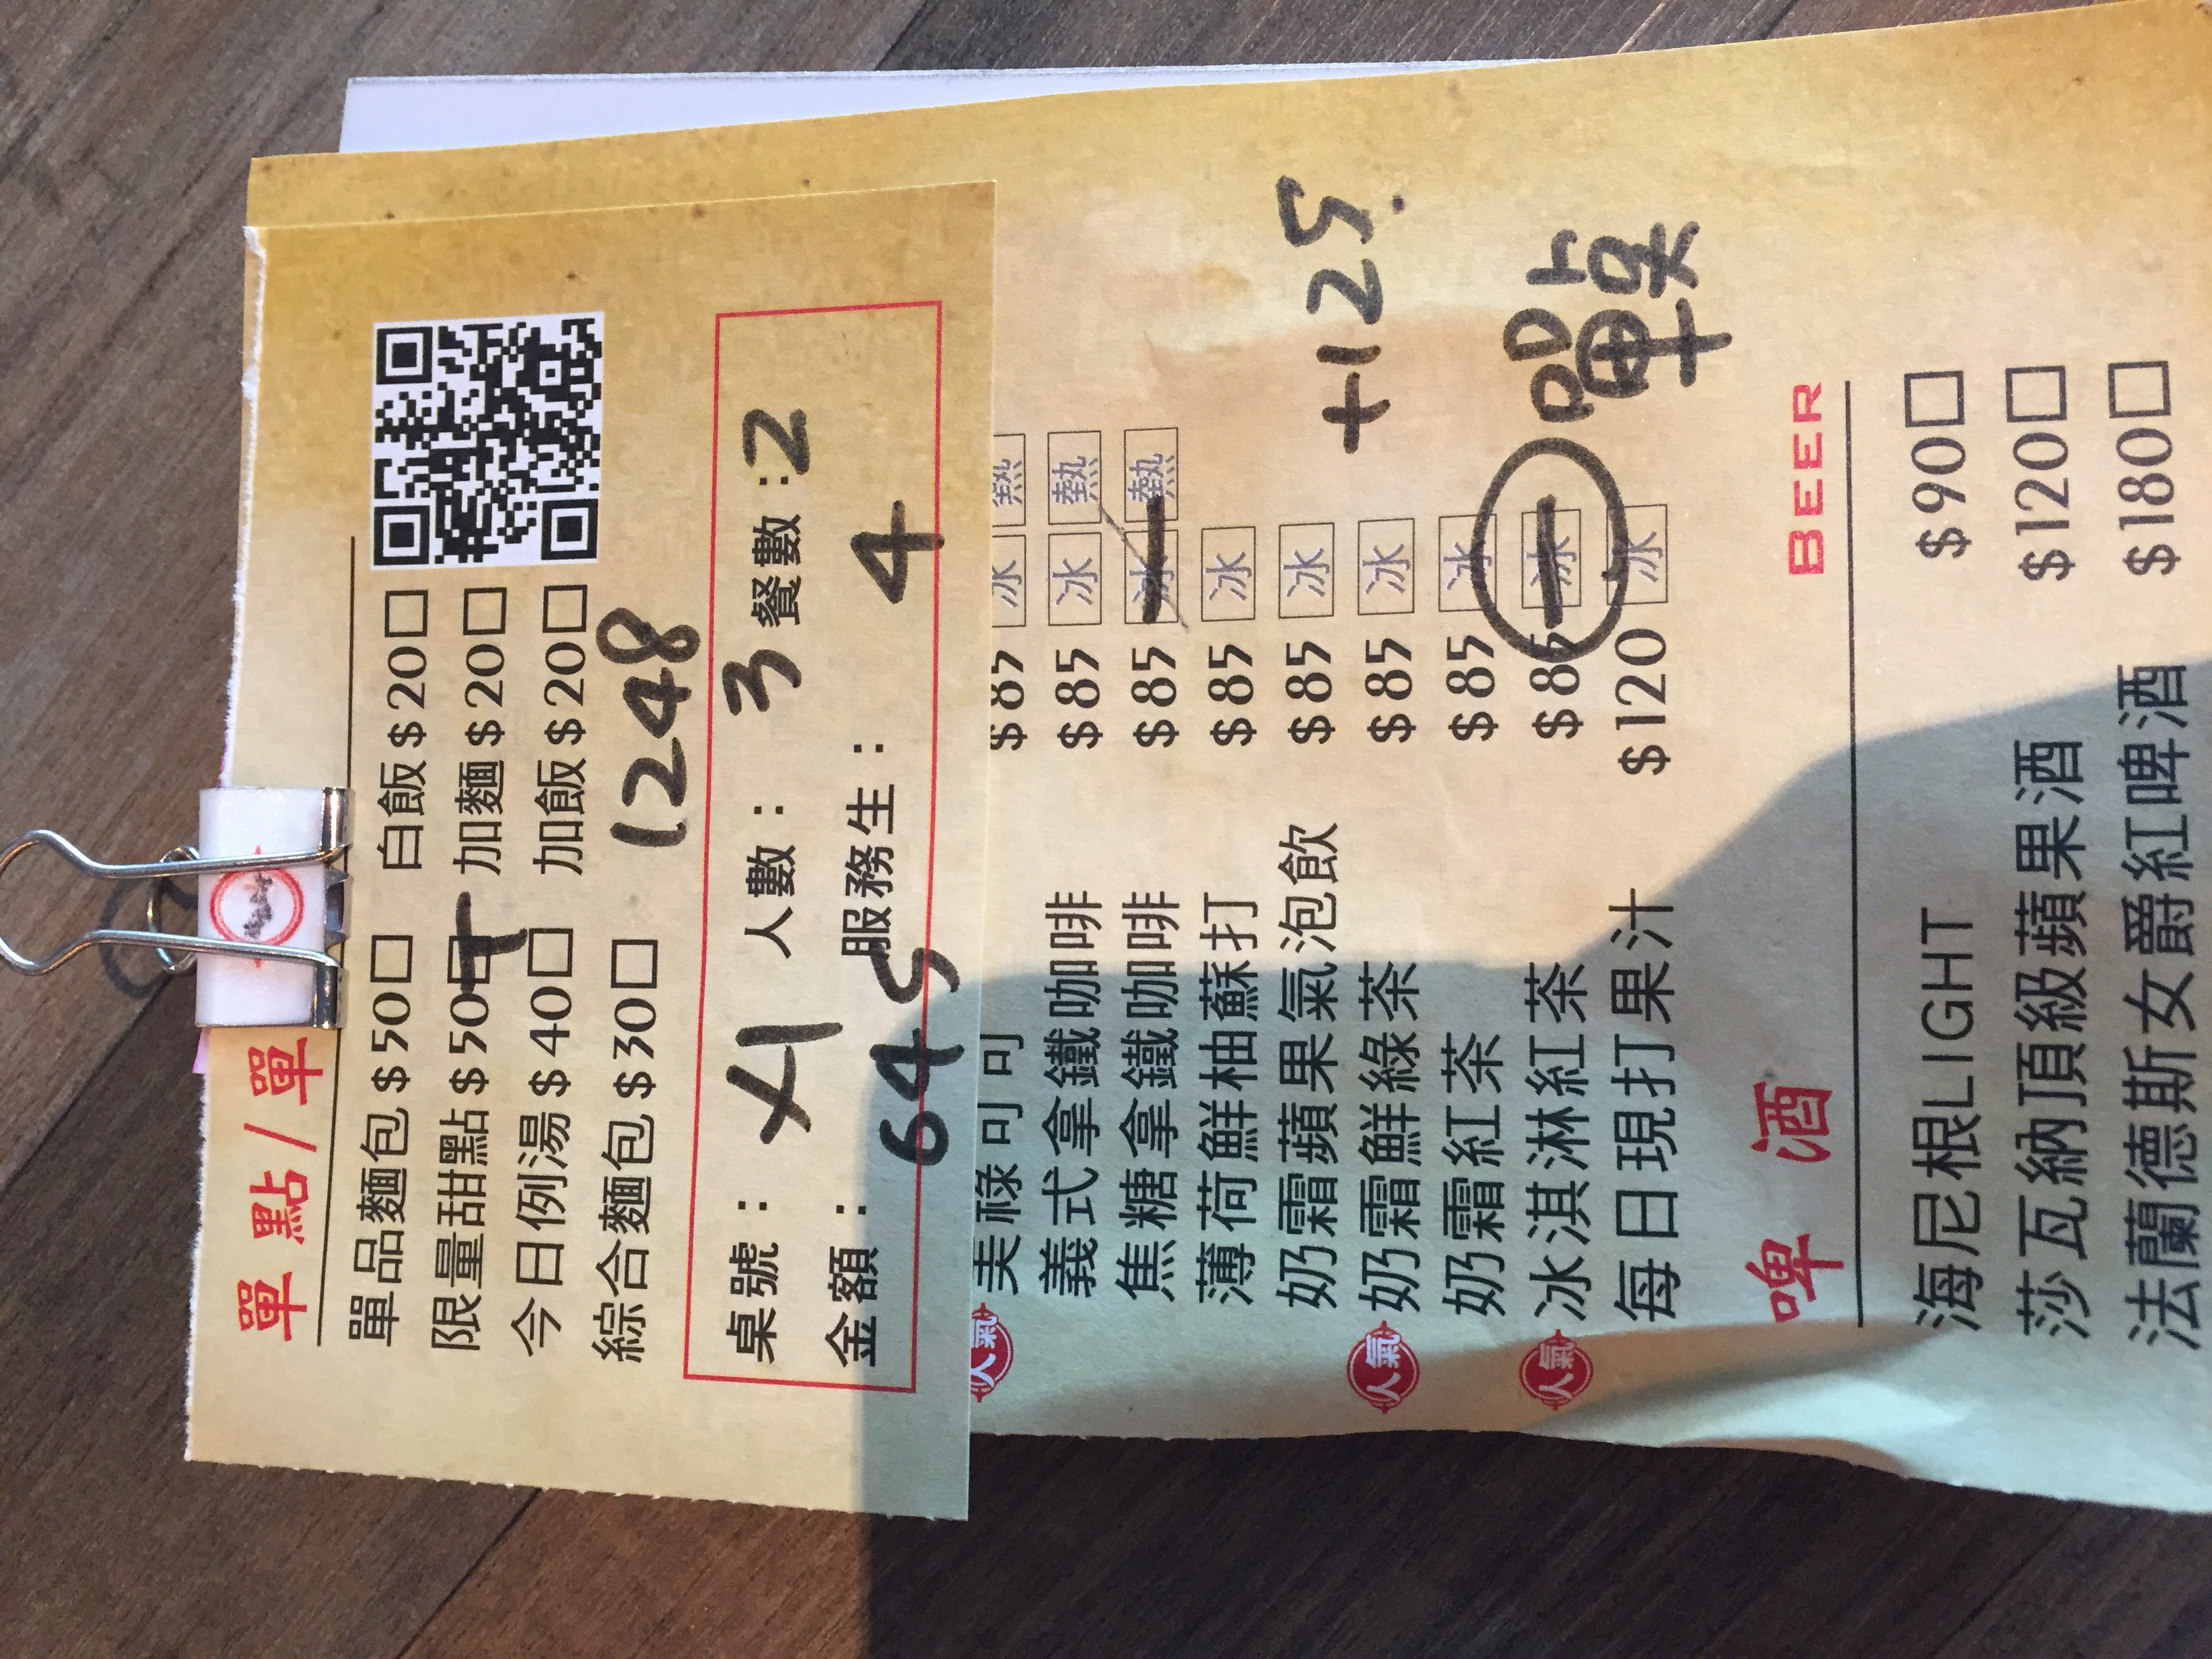 單點/單
單品麵包 $50□ 白飯 $20□
限量甜點 $50□ 加麵 $20□
今日例湯 $40□ 加飯 $20□
綜合麵包 $30□ 1248
桌號： 人數： 3 餐數：2
金額： 645 服務生： 4
人氣 美祿可可 $85 冰 熱
義式拿鐵咖啡 $85 冰 熱
焦糖拿鐵咖啡 $85 冰 熱
薄荷鮮柚蘇打 $85 冰
奶霜蘋果氣泡飲 $85 冰
+125
人氣 奶霜鮮綠茶 $85 冰
奶霜紅茶 $85 冰
人氣 冰淇淋紅茶 $85 冰 單点
每日現打果汁 $120 冰
啤酒 BEER
海尼根LIGHT $90□
莎瓦納頂級蘋果酒 $120□
法蘭德斯女爵紅啤酒 $180□